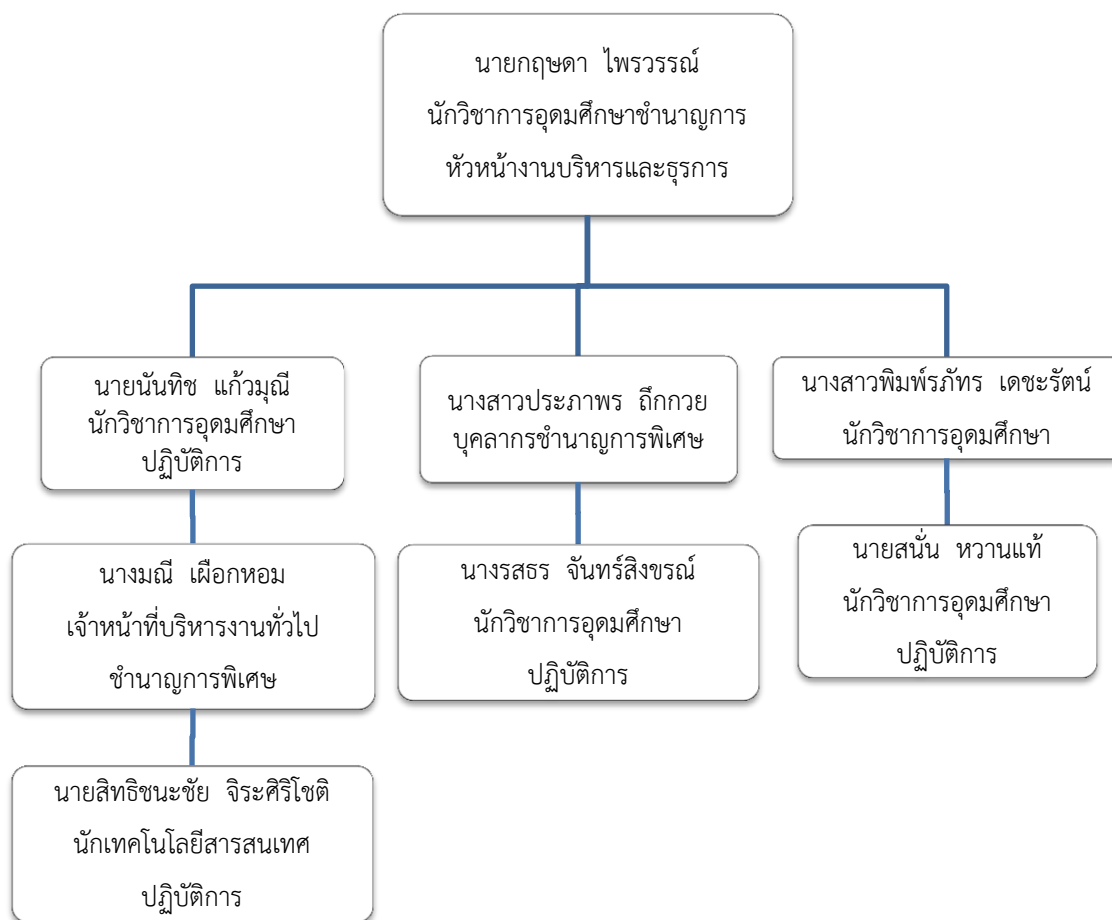 นายกฤษดา ไพรวรรณ์
นักวิชาการอุดมศึกษาชำนาญการ
หัวหน้างานบริหารและธุรการ
นายนันทิช แก้วมุณี
นักวิชาการอุดมศึกษา
ปฏิบัติการ
นางสาวประภาพร ถึกกวย
บุคลากรชำนาญการพิเศษ
นางสาวพิมพ์รภัทร เดชะรัตน์
นักวิชาการอุดมศึกษา
นางมณี เผือกหอม
เจ้าหน้าที่บริหารงานทั่วไป
ชำนาญการพิเศษ
นางรสธร จันทร์สิงขรณ์
นักวิชาการอุดมศึกษา
ปฏิบัติการ
นายสนั่น หวานแท้
นักวิชาการอุดมศึกษา
ปฏิบัติการ
นายสิทธิชนะชัย จิระศิริโชติ
นักเทคโนโลยีสารสนเทศ
ปฏิบัติการ